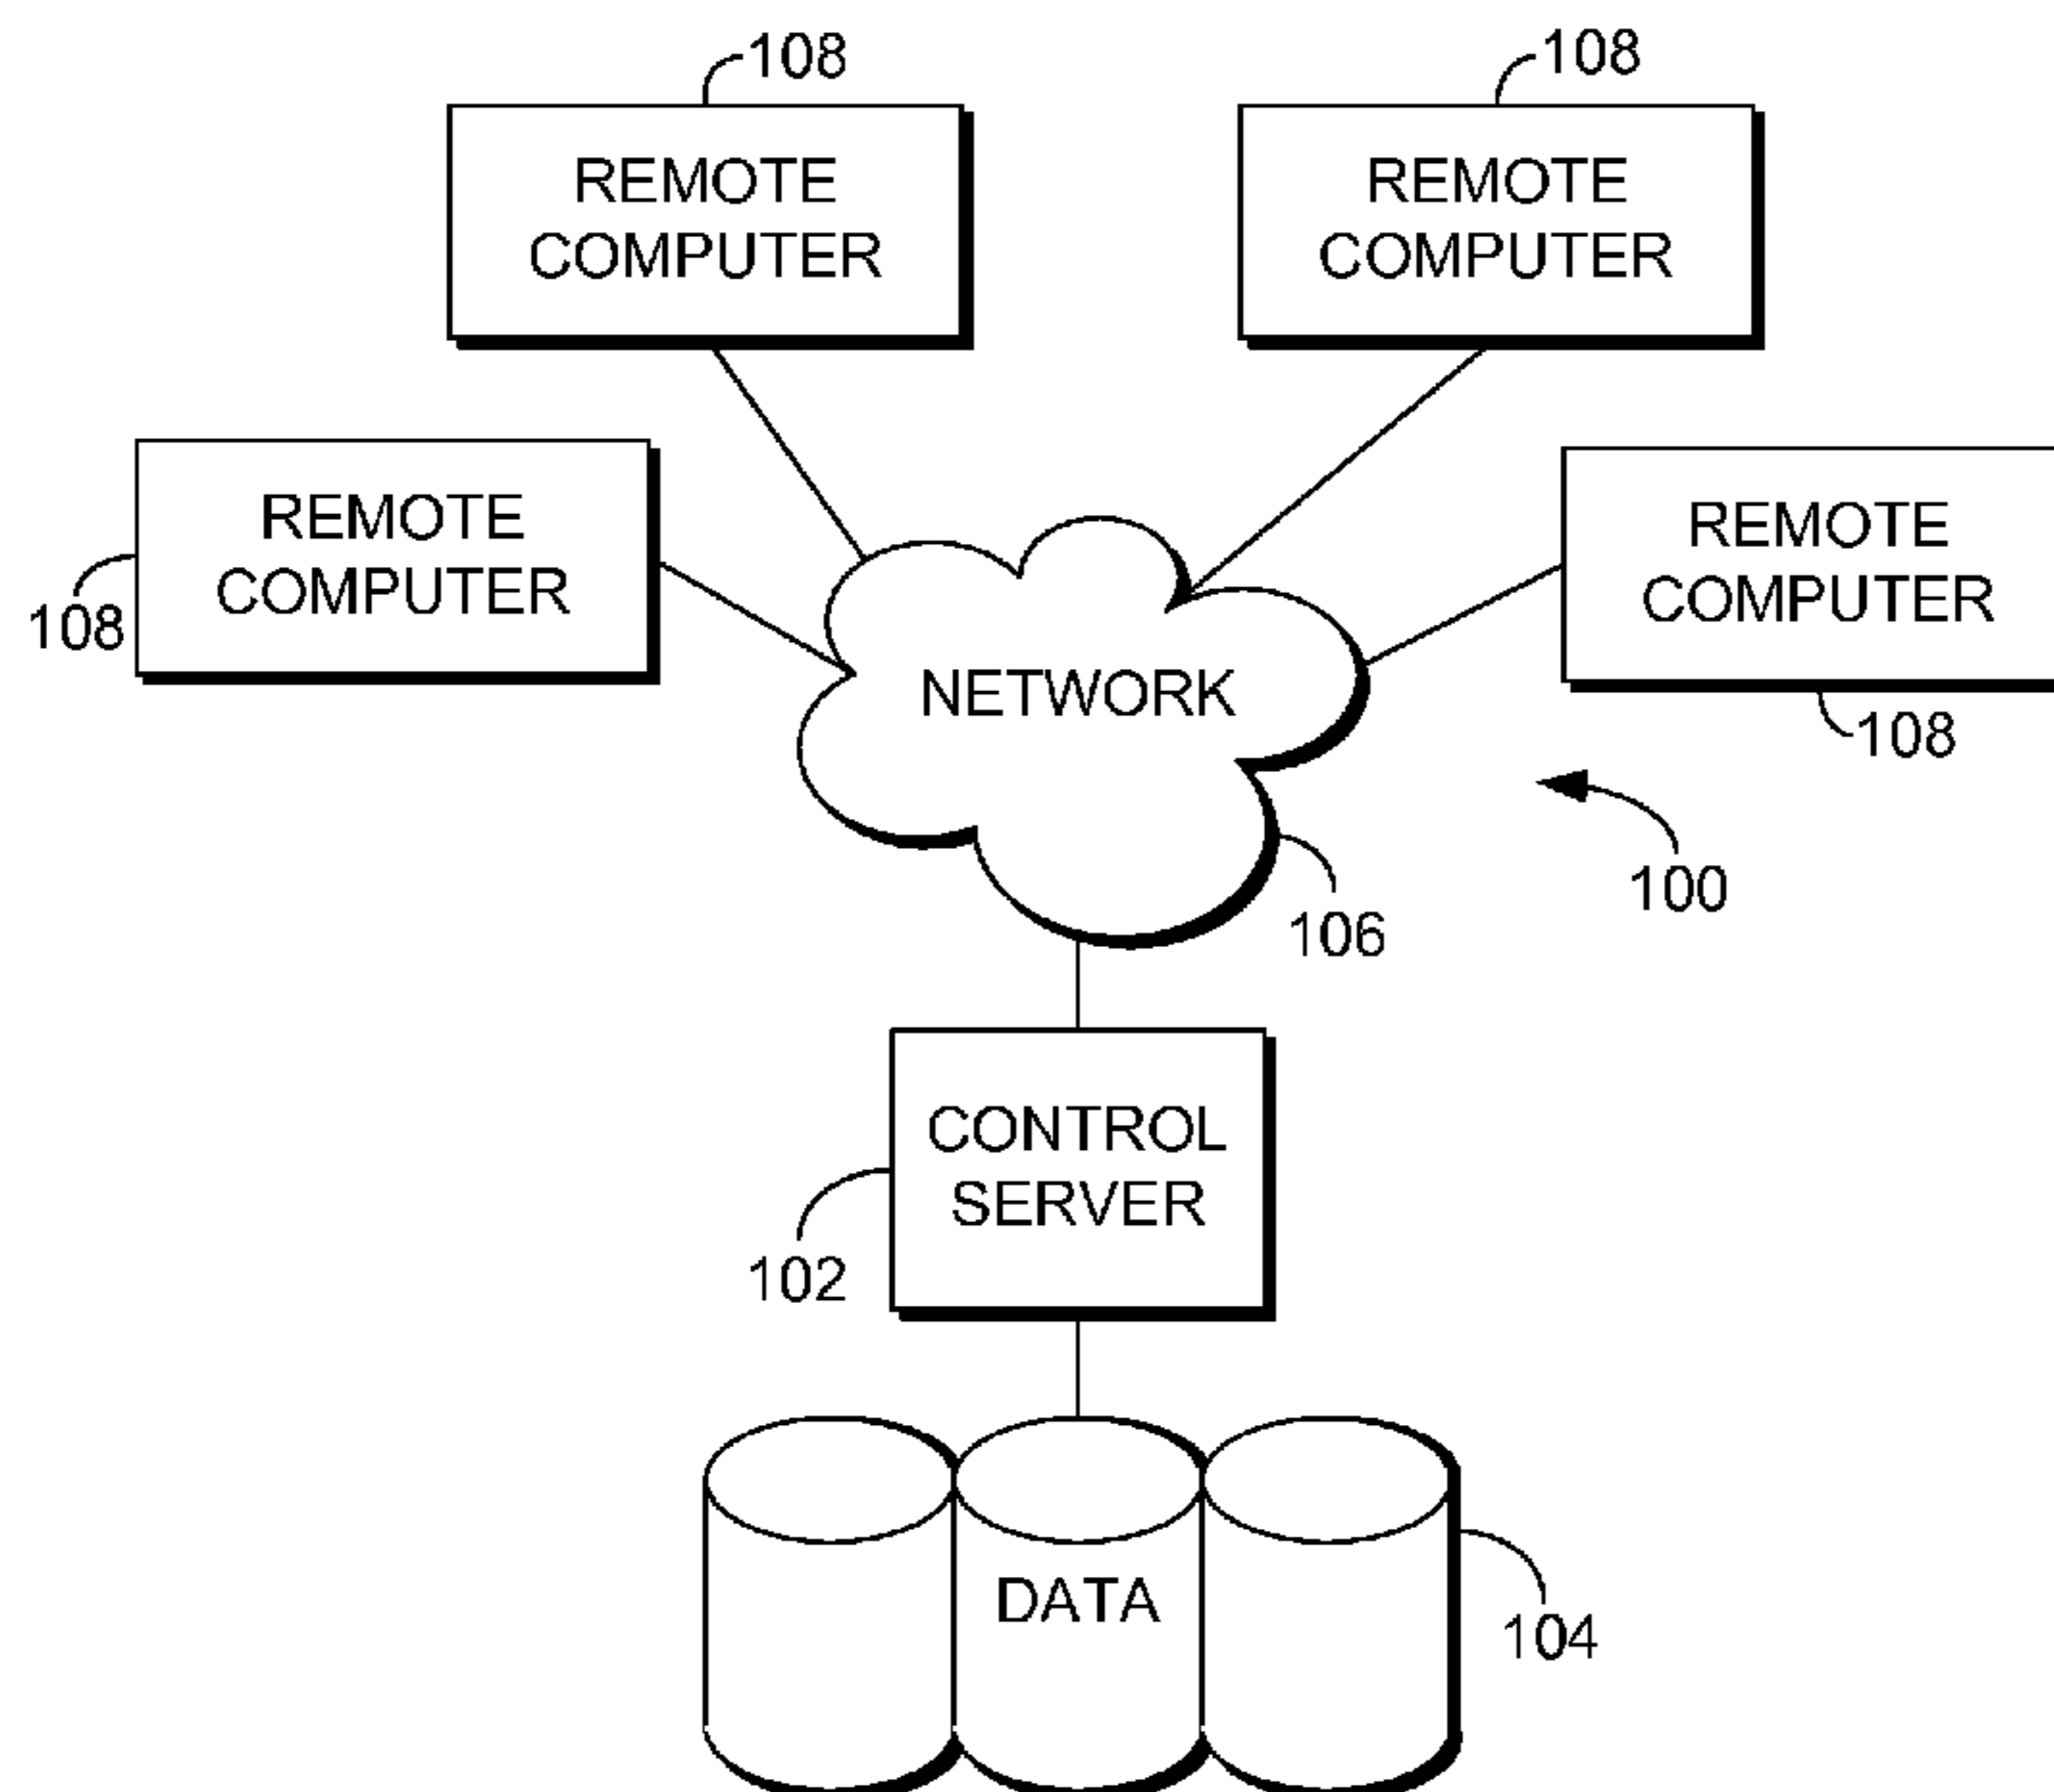 108
108
REMOTE
COMPUTER
REMOTE
COMPUTER
REMOTE
COMPUTER
108
REMOTE
COMPUTER
108
NETWORK
100
106
CONTROL
SERVER
102
DATA
104